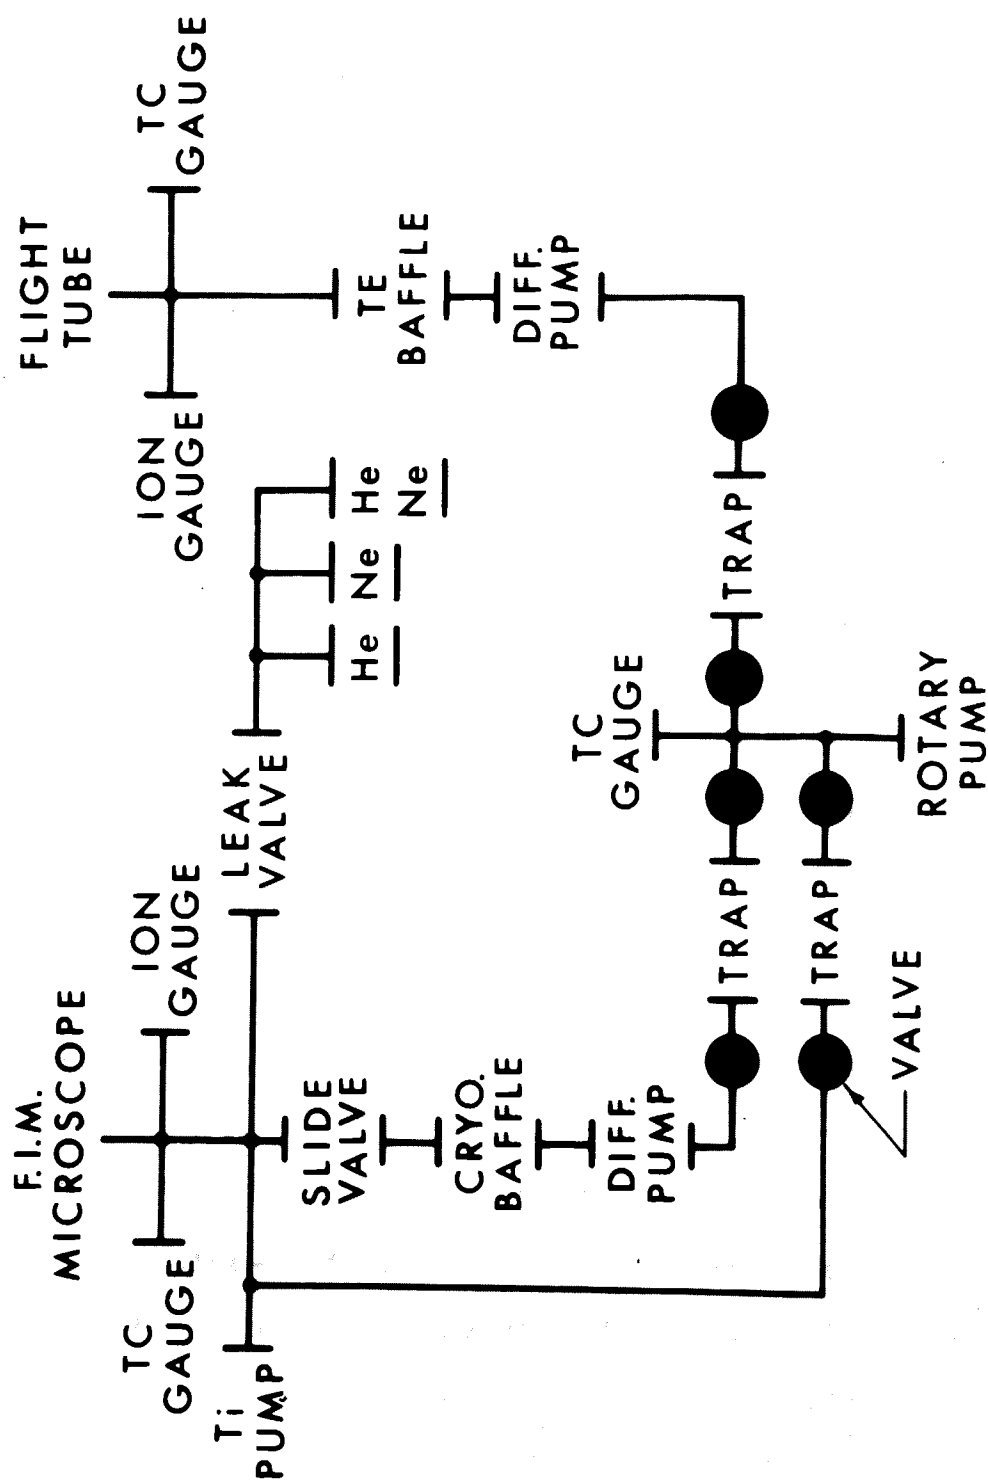 F.I.M.
MICROSCOPE
FLIGHT
TUBE
TC
GAUGE
ION
GAUGE
ION
GAUGE
TC
GAUGE
Ti
PUMP
LEAK
VALVE
He
Ne
He
Ne
SLIDE
VALVE
TE
BAFFLE
CRYO.
BAFFLE
DIFF.
PUMP
DIFF.
PUMP
TC
GAUGE
TRAP
TRAP
TRAP
VALVE
ROTARY
PUMP